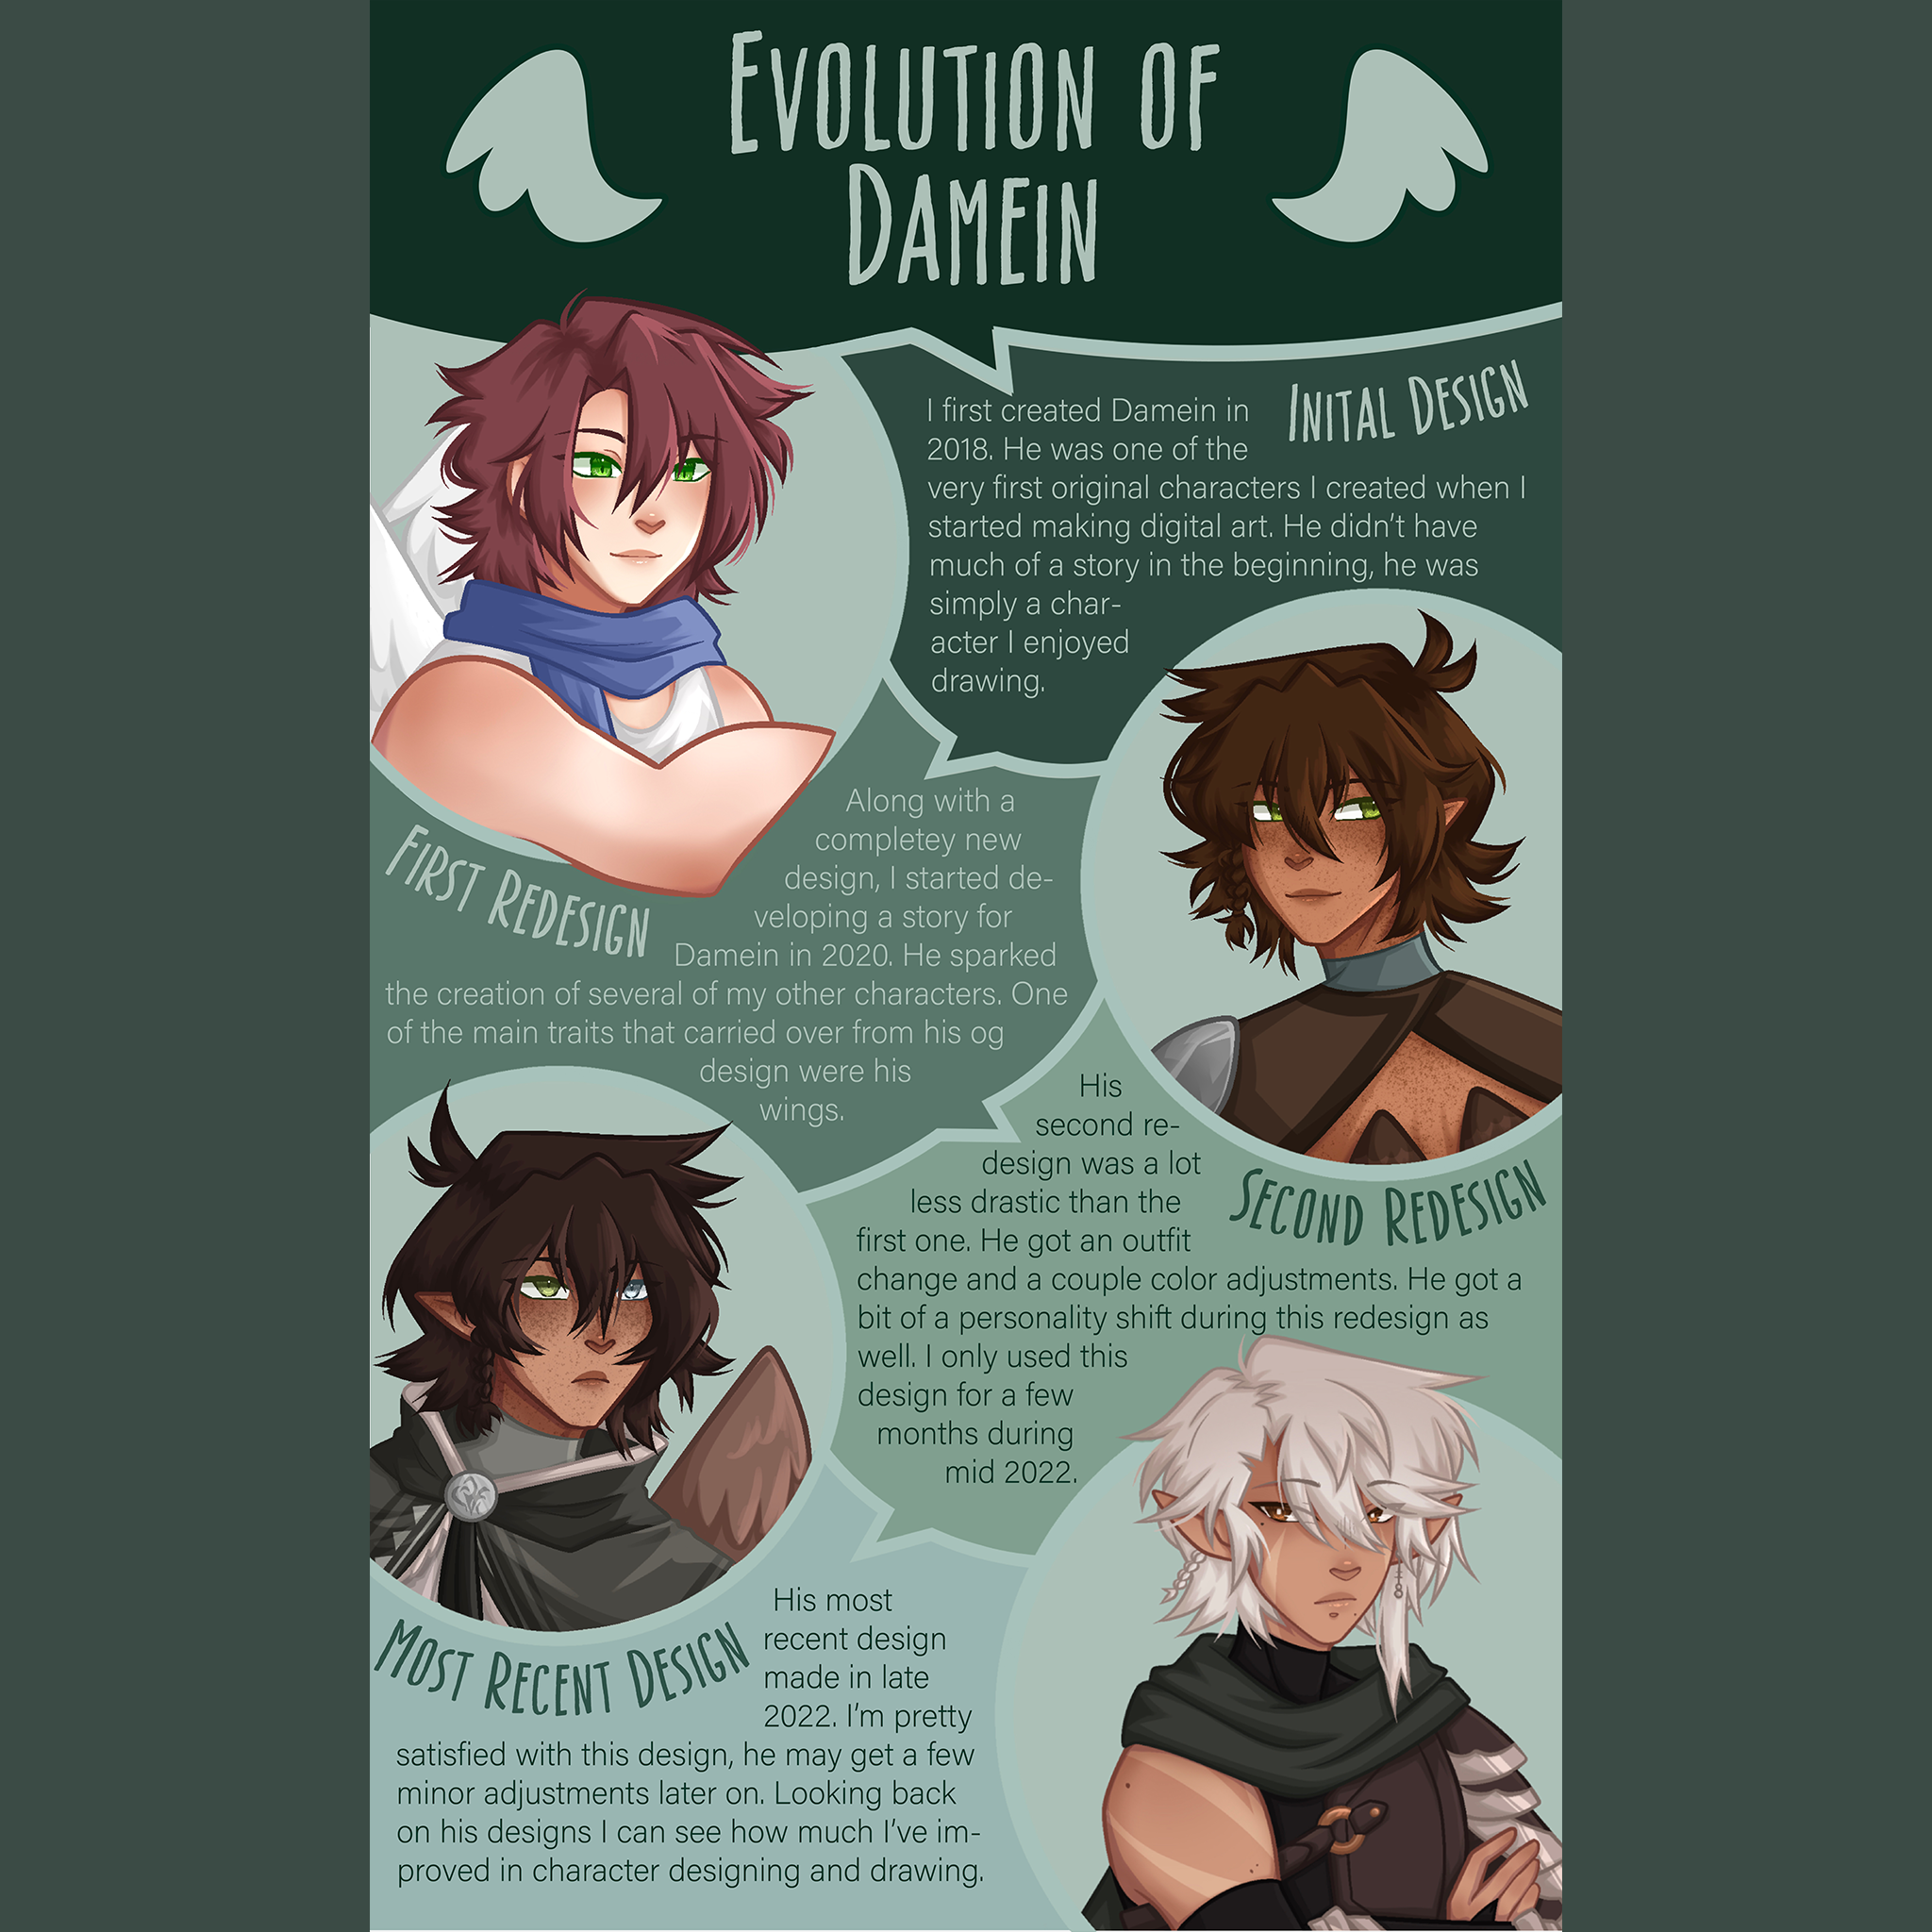 Evolution of
Damein
Inital Design
I first created Damein in
2018. He was one of the
very first original characters I created when I
started making digital art. He didn't have
much of a story in the beginning, he was
simply a char-
acter I enjoyed
drawing.
First Redesign
Along with a
completey new
design, I started de-
veloping a story for
Damein in 2020. He sparked
the creation of several of my other characters. One
of the main traits that carried over from his og
design were his
wings.
Second Redesign
His
second re-
design was a lot
less drastic than the
first one. He got an outfit
change and a couple color adjustments. He got a
bit of a personality shift during this redesign as
well. I only used this
design for a few
months during
mid 2022.
Most Recent Design
His most
recent design
made in late
2022. I'm pretty
satisfied with this design, he may get a few
minor adjustments later on. Looking back
on his designs I can see how much I've im-
proved in character designing and drawing.